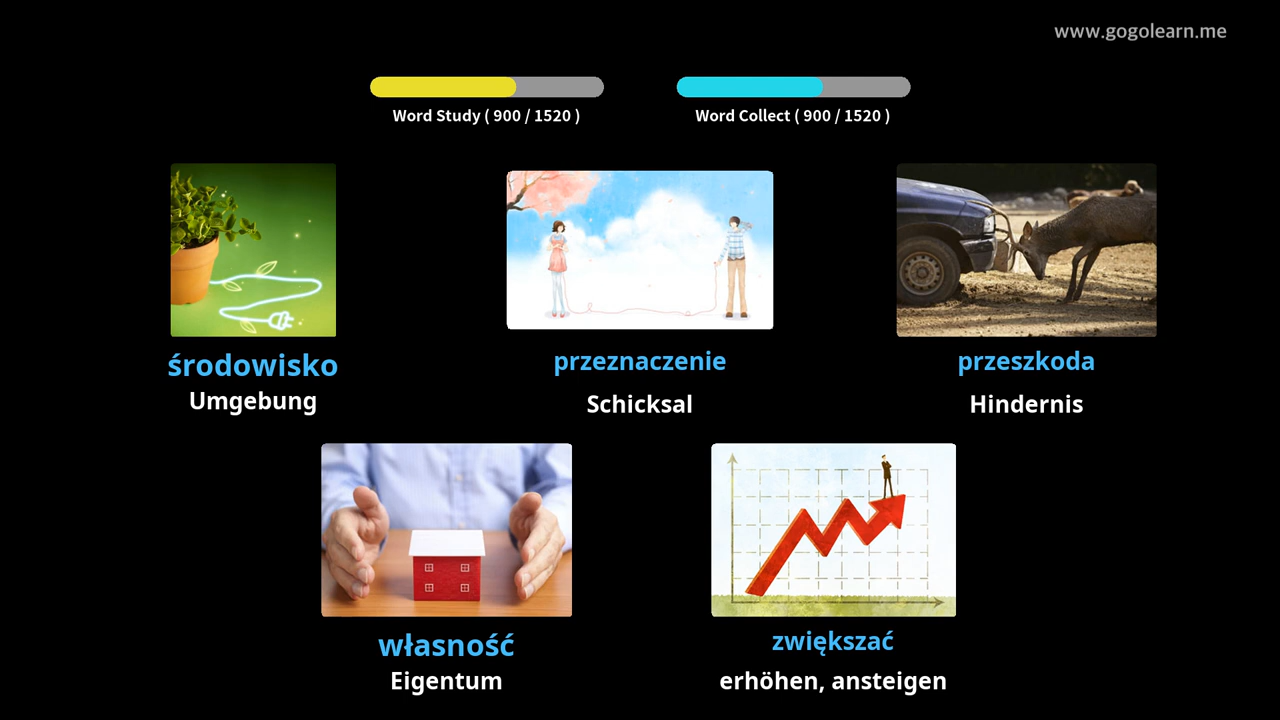 www.gogolearn.me
Word Study ( 900 / 1520 )
Word Collect ( 900 / 1520 )
środowisko
Umgebung
przeznaczenie
Schicksal
przeszkoda
Hindernis
własność
Eigentum
zwiększać
erhöhen, ansteigen